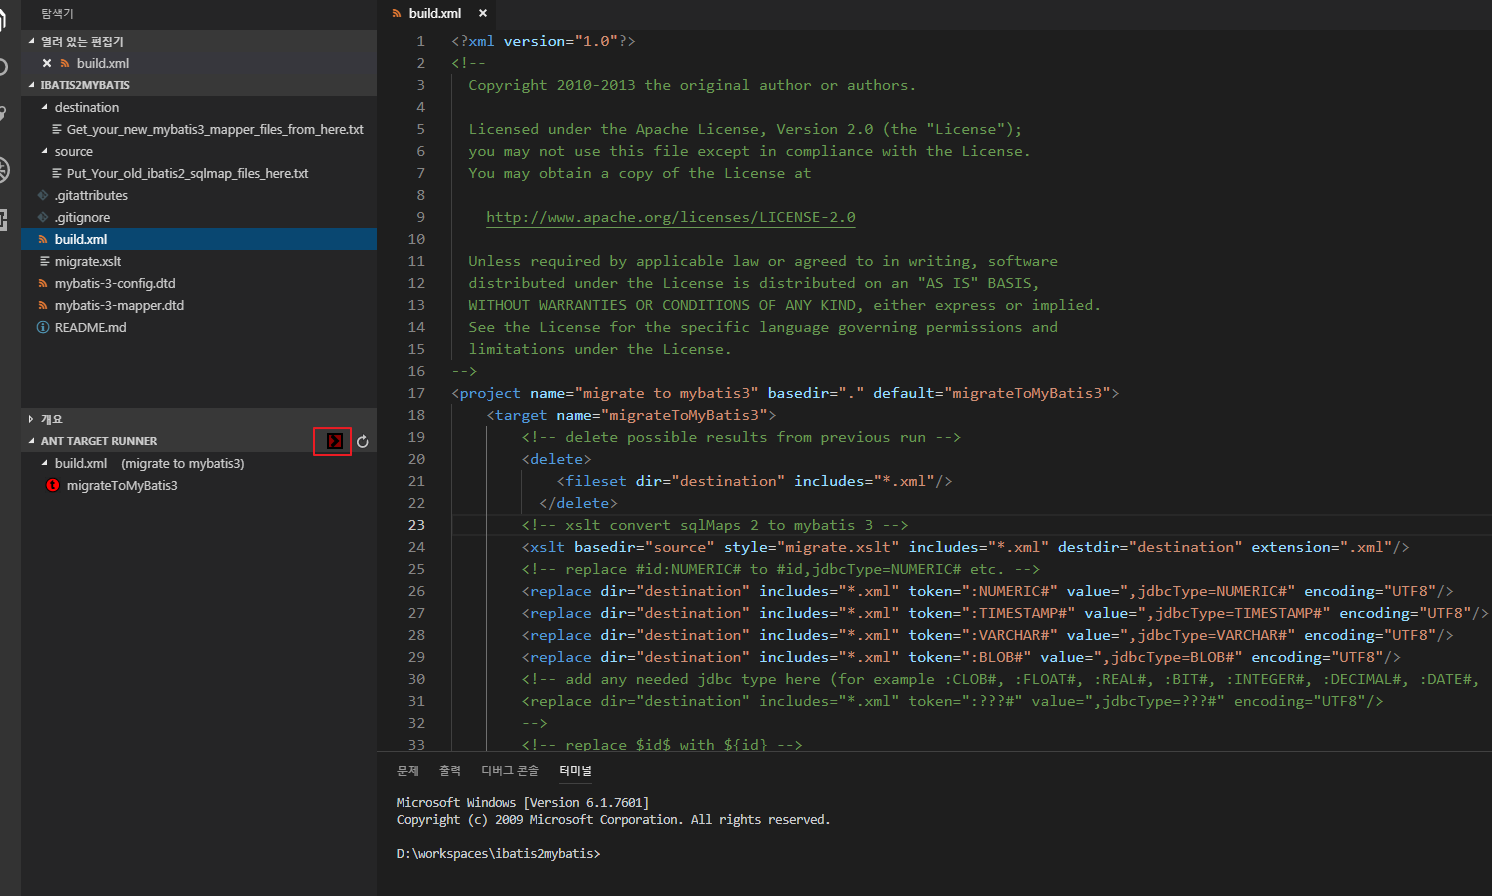 탐색기
열려 있는 편집기
build.xml
IBATIS2MYBATIS
destination
Get_your_new_mybatis3_mapper_files_from_here.txt
source
Put_Your_old_ibatis2_sqlmap_files_here.txt
.gitattributes
.gitignore
build.xml
migrate.xslt
mybatis-3-config.dtd
mybatis-3-mapper.dtd
README.md
개요
ANT TARGET RUNNER
build.xml (migrate to mybatis3)
migrateToMyBatis3
build.xml
1 <?xml version="1.0"?>
2 <!--
3 Copyright 2010-2013 the original author or authors.
4
5 Licensed under the Apache License, Version 2.0 (the "License");
6 you may not use this file except in compliance with the License.
7 You may obtain a copy of the License at
8
9 http://www.apache.org/licenses/LICENSE-2.0
10
11 Unless required by applicable law or agreed to in writing, software
12 distributed under the License is distributed on an "AS IS" BASIS,
13 WITHOUT WARRANTIES OR CONDITIONS OF ANY KIND, either express or implied.
14 See the License for the specific language governing permissions and
15 limitations under the License.
16 -->
17 <project name="migrate to mybatis3" basedir="." default="migrateToMyBatis3">
18 <target name="migrateToMyBatis3">
19 <!-- delete possible results from previous run -->
20 <delete>
21 <fileset dir="destination" includes="*.xml"/>
22 </delete>
23 <!-- xslt convert sqlMaps 2 to mybatis 3 -->
24 <xslt basedir="source" style="migrate.xslt" includes="*.xml" destdir="destination" extension=".xml"/>
25 <!-- replace #id:NUMERIC# to #id,jdbcType=NUMERIC# etc. -->
26 <replace dir="destination" includes="*.xml" token=":NUMERIC#" value=",jdbcType=NUMERIC#" encoding="UTF8"/>
27 <replace dir="destination" includes="*.xml" token=":TIMESTAMP#" value=",jdbcType=TIMESTAMP#" encoding="UTF8"/>
28 <replace dir="destination" includes="*.xml" token=":VARCHAR#" value=",jdbcType=VARCHAR#" encoding="UTF8"/>
29 <replace dir="destination" includes="*.xml" token=":BLOB#" value=",jdbcType=BLOB#" encoding="UTF8"/>
30 <!-- add any needed jdbc type here (for example :CLOB#, :FLOAT#, :REAL#, :BIT#, :INTEGER#, :DECIMAL#, :DATE#,
31 <replace dir="destination" includes="*.xml" token=":???#" value=",jdbcType=???#" encoding="UTF8"/>
32 -->
33 <!-- replace $id$ with ${id} -->
문제 출력 디버그 콘솔 터미널
Microsoft Windows [Version 6.1.7601]
Copyright (c) 2009 Microsoft Corporation. All rights reserved.
D:\workspaces\ibatis2mybatis>